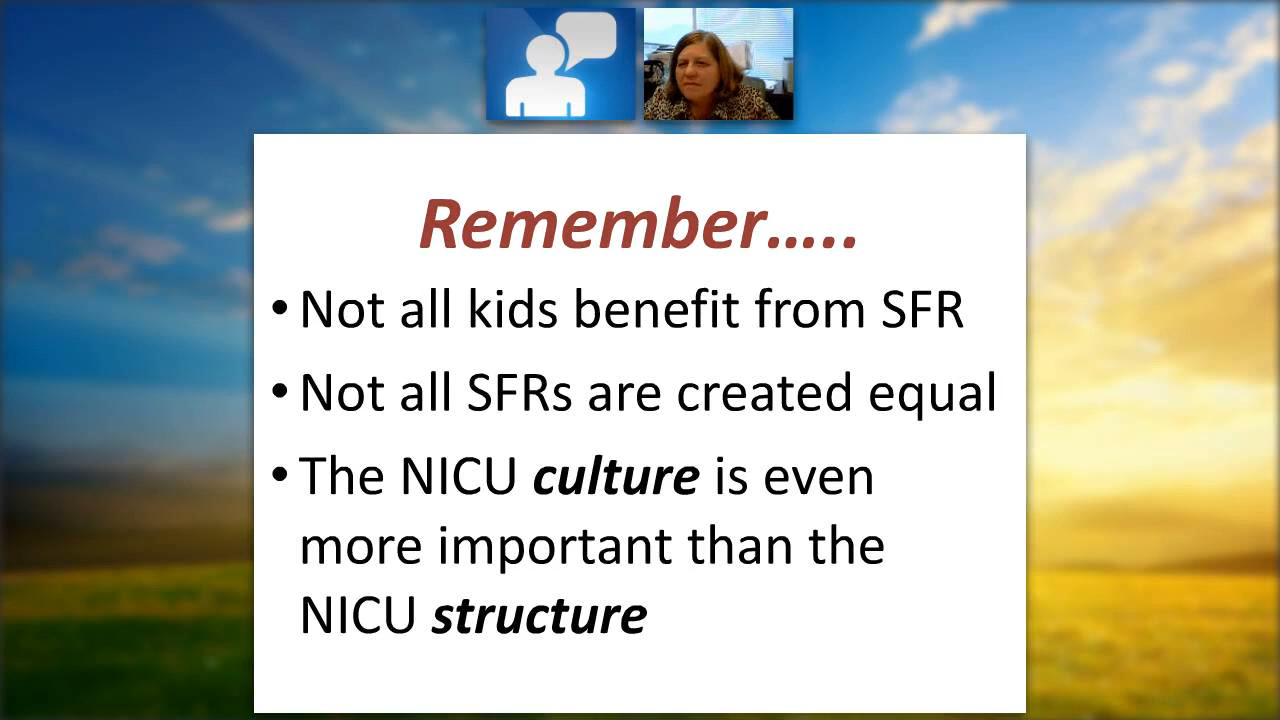 Remember…..
• Not all kids benefit from SFR
• Not all SFRs are created equal
• The NICU culture is even
more important than the
NICU structure